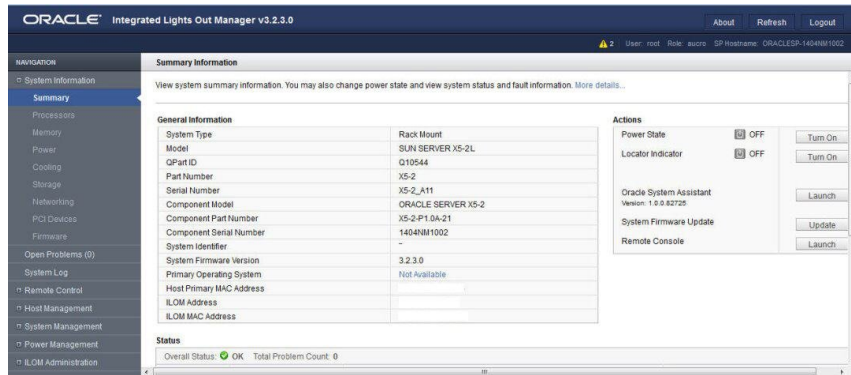 ORACLE® Integrated Lights Out Manager v3.2.3.0
About Refresh Logout
2 User: root Role: aucro SP Hostname: ORACLESP-1404NM1002
NAVIGATION
System Information
Summary
Processors
Memory
Power
Cooling
Storage
Networking
PCI Devices
Firmware
Open Problems (0)
System Log
Remote Control
Host Management
System Management
Power Management
ILOM Administration
Summary Information
View system summary information. You may also change power state and view system status and fault information. More details...
General Information
System Type Rack Mount
Model SUN SERVER X5-2L
QPart ID Q10544
Part Number X5-2
Serial Number X5-2_A11
Component Model ORACLE SERVER X5-2
Component Part Number X5-2-P1.0A-21
Component Serial Number 1404NM1002
System Identifier -
System Firmware Version 3.2.3.0
Primary Operating System Not Available
Host Primary MAC Address
ILOM Address
ILOM MAC Address
Actions
Power State OFF Turn On
Locator Indicator OFF Turn On
Oracle System Assistant Launch
Version: 1.0.0.82725
System Firmware Update Update
Remote Console Launch
Status
Overall Status: OK Total Problem Count: 0